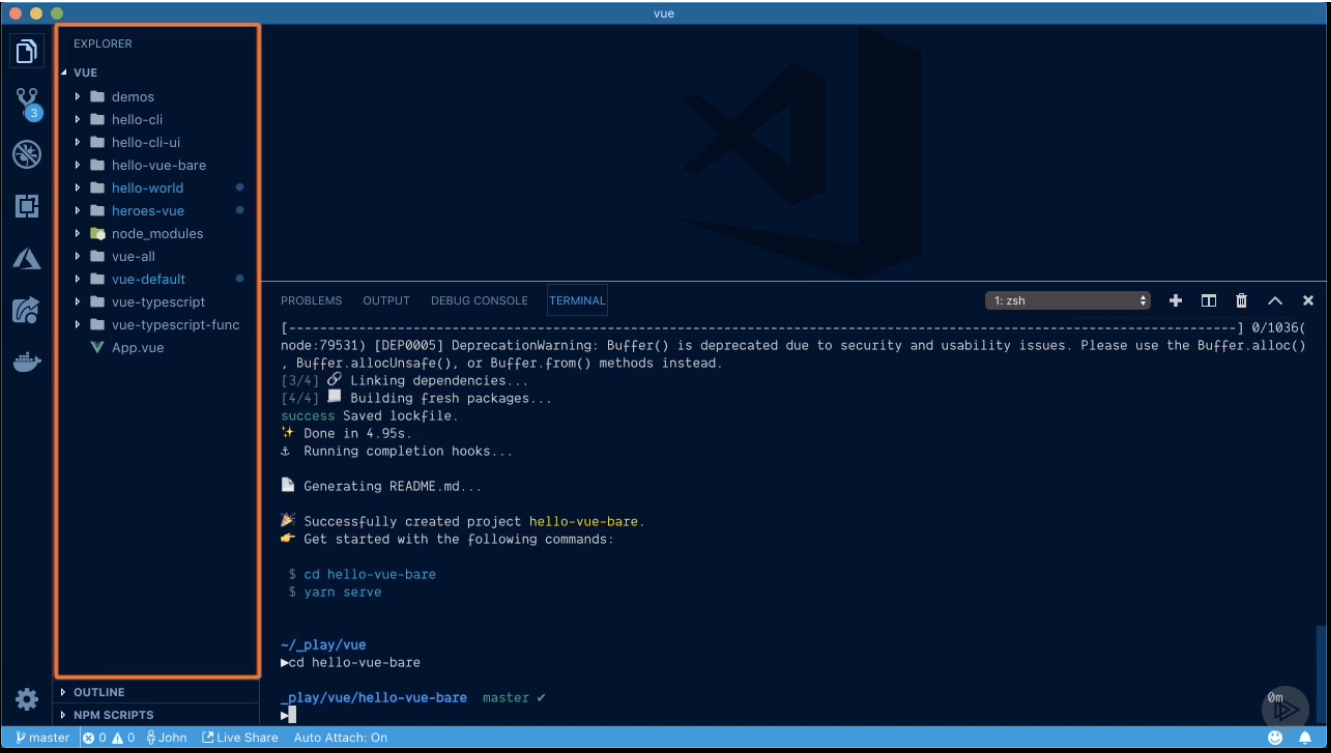 vue
EXPLORER
VUE
demos
hello-cli
hello-cli-ui
hello-vue-bare
hello-world
heroes-vue
node_modules
vue-all
vue-default
vue-typescript
vue-typescript-func
App.vue
OUTLINE
NPM SCRIPTS
3
PROBLEMS OUTPUT DEBUG CONSOLE TERMINAL 1: zsh
[--------------------------------------------------------------------------------------------------------------------------] 0/1036(
node:79531) [DEP0005] DeprecationWarning: Buffer() is deprecated due to security and usability issues. Please use the Buffer.alloc()
, Buffer.allocUnsafe(), or Buffer.from() methods instead.
[3/4] 🔗 Linking dependencies...
[4/4] 📃 Building fresh packages...
success Saved lockfile.
✨ Done in 4.95s.
⚓ Running completion hooks...
📄 Generating README.md...
🎉 Successfully created project hello-vue-bare.
👉 Get started with the following commands:
$ cd hello-vue-bare
$ yarn serve
~/_play/vue
▶cd hello-vue-bare
_play/vue/hello-vue-bare master ✔
▶
0m
master 0 0 John Live Share Auto Attach: On